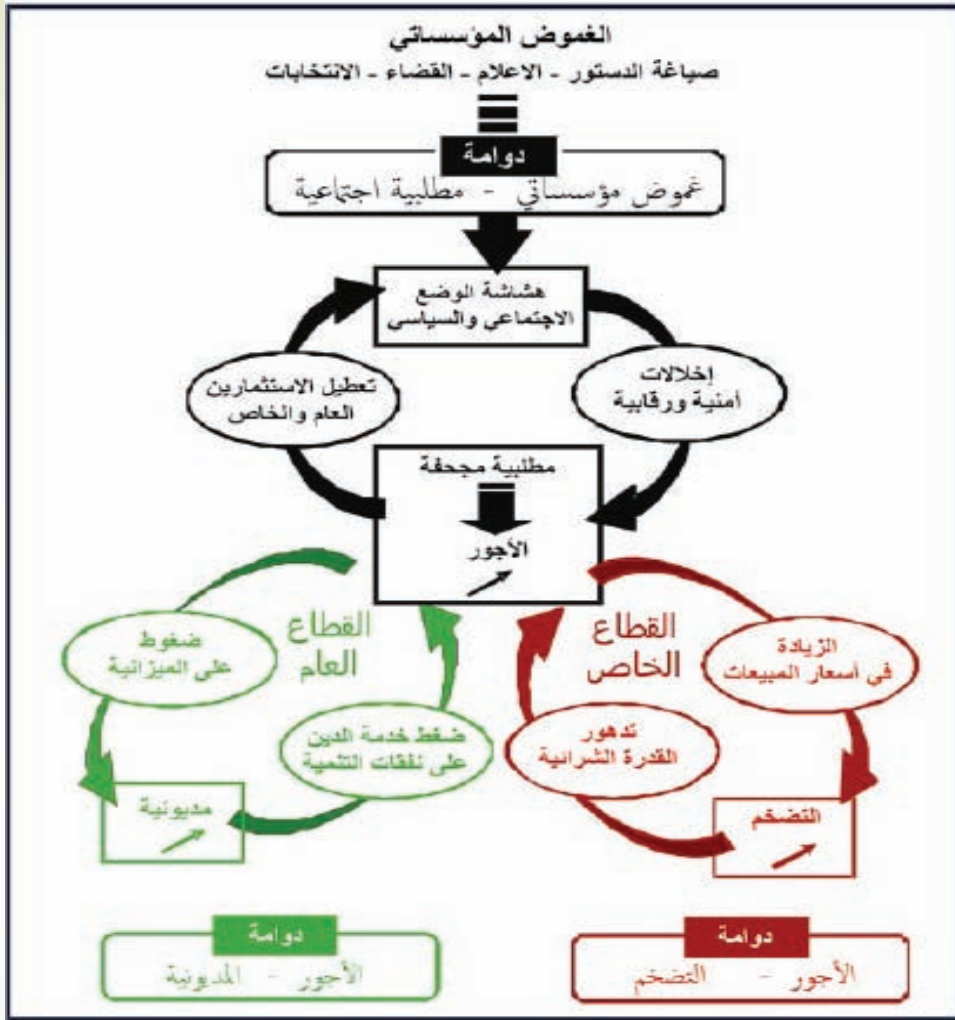 الغموض المؤسساتي
صياغة الدستور - الاعلام - القضاء - الانتخابات
دوامة
غموض مؤسساتي - مطلبية اجتماعية
هشاشة الوضع
الاجتماعي والسياسي
إخلالات
أمنية ورقابية
تعطيل الاستثمارين
العام والخاص
مطلبية مجحفة
الأجور
القطاع
الخاص
الزيادة
في أسعار المبيعات
التضخم
تدهور
القدرة الشرائية
القطاع
العام
ضغوط
على الميزانية
مديونية
ضغط خدمة الدين
على نفقات التنمية
دوامة
الأجور - التضخم
دوامة
الأجور - المديونية